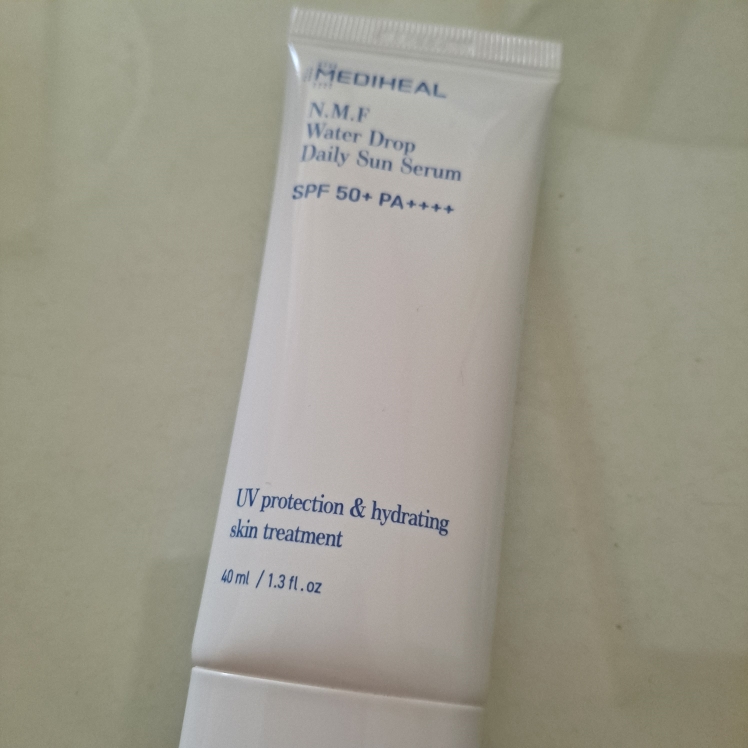 MEDIHEAL
N.M.F
Water Drop
Daily Sun Serum
SPF 50+ PA++++
UV protection & hydrating
skin treatment
40 ml / 1.3 fl. oz